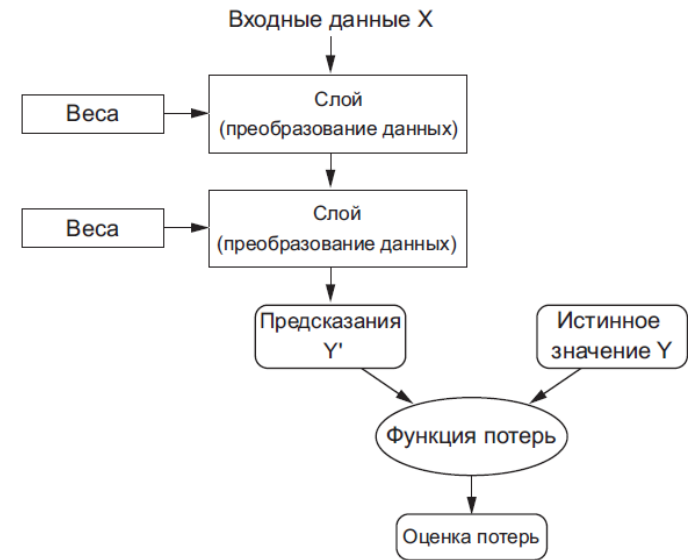 Входные данные X
Веса
Слой
(преобразование данных)
Веса
Слой
(преобразование данных)
Предсказания
Y'
Истинное
значение Y
Функция потерь
Оценка потерь